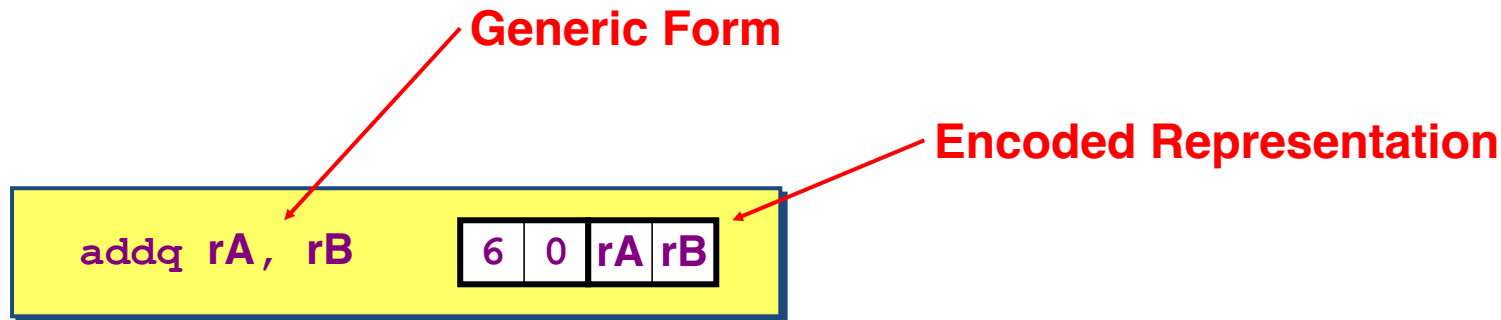 Generic Form
Encoded Representation
addq rA, rB 6 0 rA rB